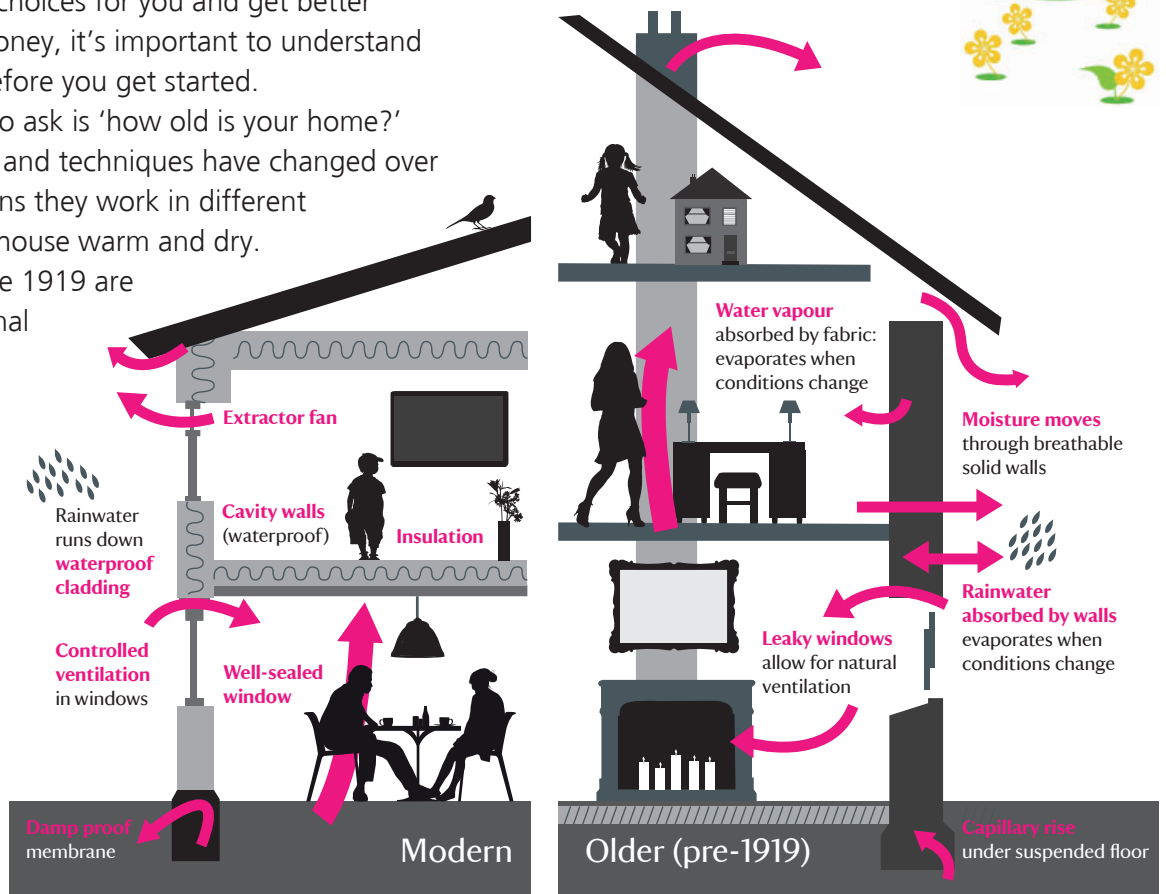 choices for you and get better
oney, it's important to understand
efore you get started.
o ask is 'how old is your home?'
and techniques have changed over
ns they work in different
house warm and dry.
e 1919 are
nal
Extractor fan
Rainwater
runs down
waterproof
cladding
Cavity walls
(waterproof)
Insulation
Controlled
ventilation
in windows
Well-sealed
window
Damp proof
membrane
Modern
Water vapour
absorbed by fabric:
evaporates when
conditions change
Moisture moves
through breathable
solid walls
Rainwater
absorbed by walls
evaporates when
conditions change
Leaky windows
allow for natural
ventilation
Older (pre-1919)
Capillary rise
under suspended floor